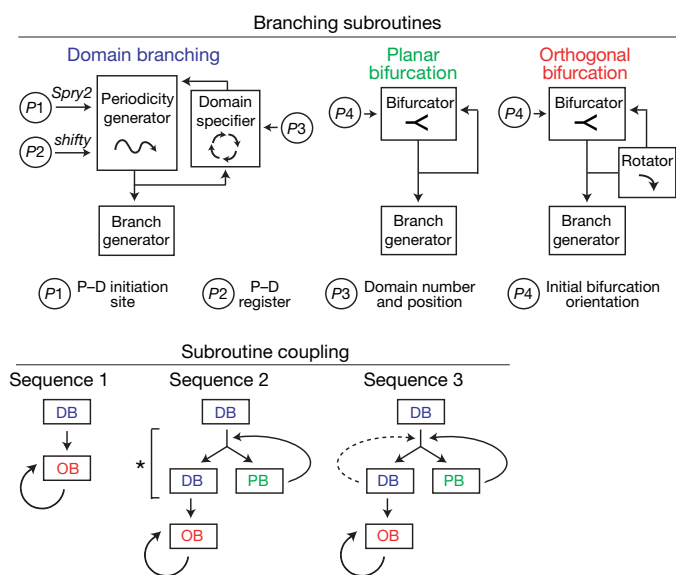 Branching subroutines
Domain branching
Planar
bifurcation
Orthogonal
bifurcation
P1
Spry2
P2
shifty
Periodicity
generator
Domain
specifier
P3
Branch
generator
P4
Bifurcator
Branch
generator
P4
Bifurcator
Rotator
Branch
generator
P1 P–D initiation
site
P2 P–D
register
P3 Domain number
and position
P4 Initial bifurcation
orientation
Subroutine coupling
Sequence 1
DB
OB
Sequence 2
DB
*
DB PB
OB
Sequence 3
DB
DB PB
OB